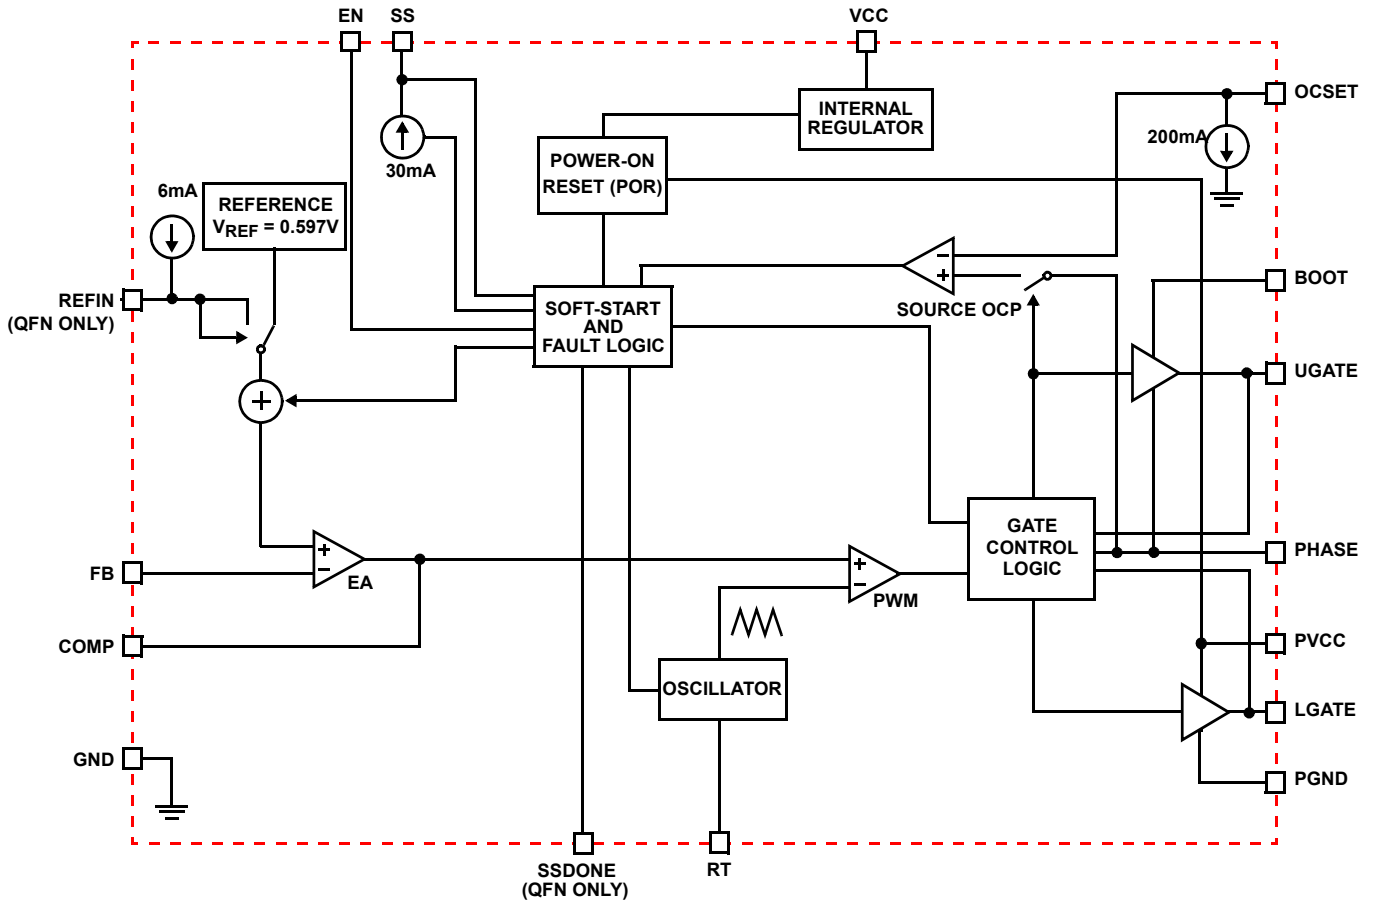 EN
SS
VCC
OCSET
INTERNAL
REGULATOR
200mA
POWER-ON
RESET (POR)
30mA
6mA
REFERENCE
VREF = 0.597V
BOOT
REFIN
(QFN ONLY)
SOFT-START
AND
FAULT LOGIC
−
+
SOURCE OCP
UGATE
+
GATE
CONTROL
LOGIC
PHASE
+
−
EA
FB
+
−
PWM
COMP
PVCC
OSCILLATOR
LGATE
GND
PGND
SSDONE
(QFN ONLY)
RT